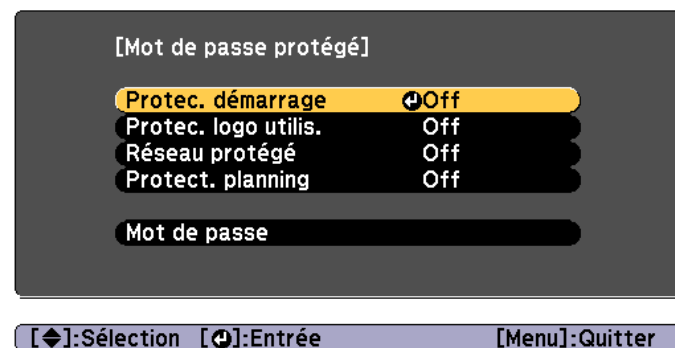 [Mot de passe protégé]
Protec. démarrage Off
Protec. logo utilis. Off
Réseau protégé Off
Protect. planning Off
Mot de passe
[◆]:Sélection [⏎]:Entrée [Menu]:Quitter